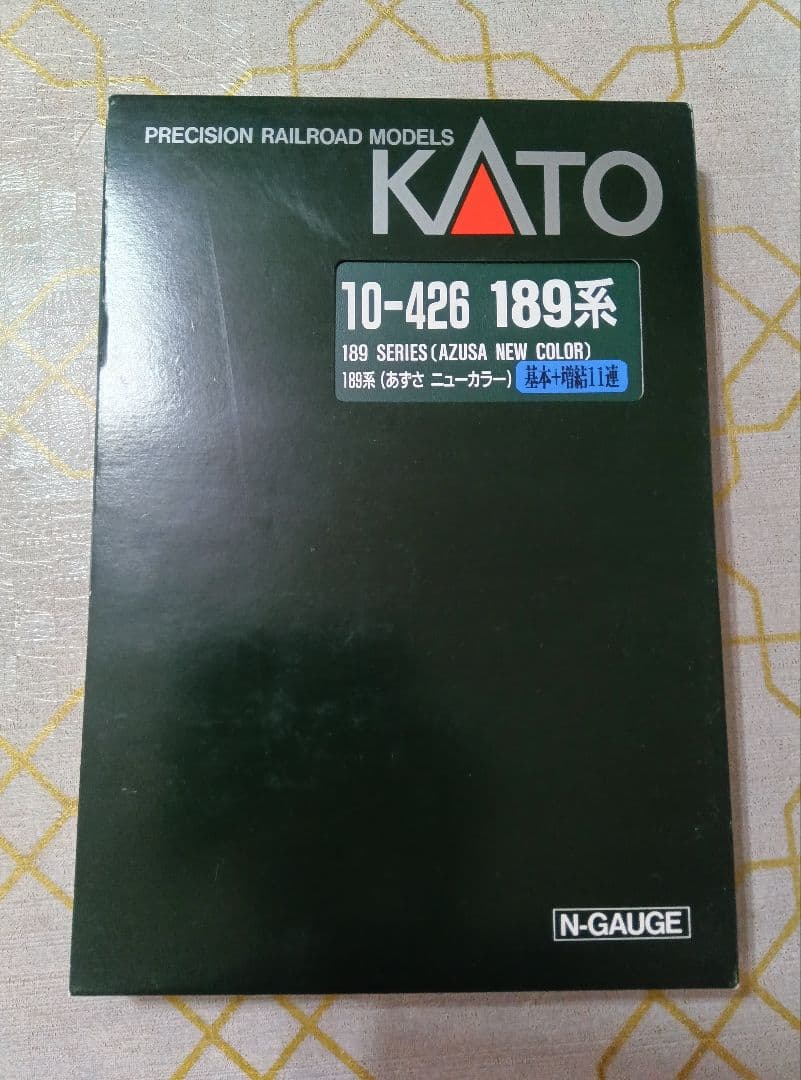 PRECISION RAILROAD MODELS
KATO
10-426 189系
189 SERIES(AZUSA NEW COLOR)
189系(あずさ ニューカラー) 基本+増結11連
N-GAUGE